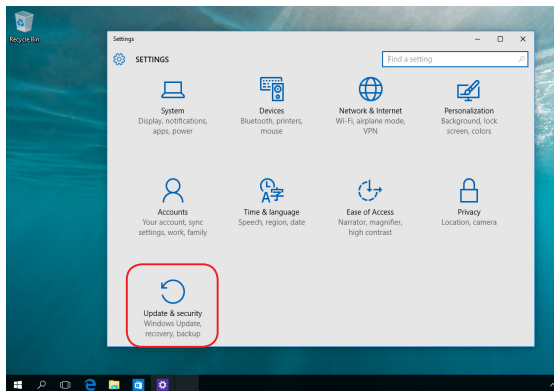 Recycle Bin
Settings
SETTINGS
Find a setting
System
Display, notifications,
apps, power
Devices
Bluetooth, printers,
mouse
Network & Internet
Wi-Fi, airplane mode,
VPN
Personalization
Background, lock
screen, colors
Accounts
Your account, sync
settings, work, family
Time & language
Speech, region, date
Ease of Access
Narrator, magnifier,
high contrast
Privacy
Location, camera
Update & security
Windows Update,
recovery, backup